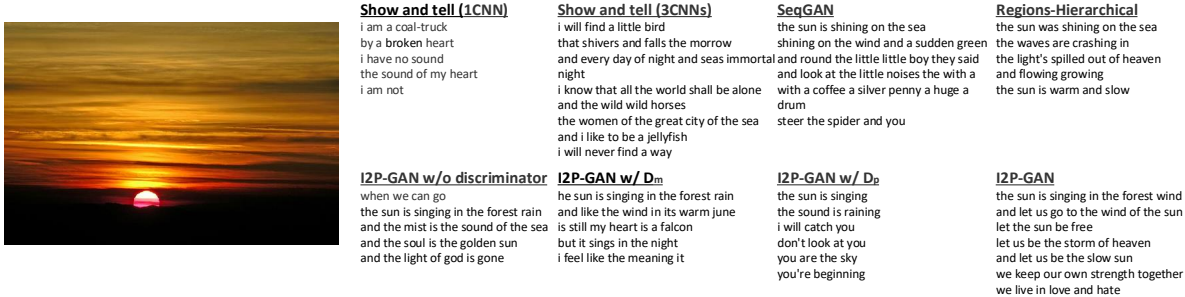 Show and tell (1CNN)
i am a coal-truck
by a broken heart
i have no sound
the sound of my heart
i am not
Show and tell (3CNNs)
i will find a little bird
that shivers and falls the morrow
and every day of night and seas immortal
night
i know that all the world shall be alone
and the wild wild horses
the women of the great city of the sea
and i like to be a jellyfish
i will never find a way
SeqGAN
the sun is shining on the sea
shining on the wind and a sudden green
and round the little little boy they said
and look at the little noises the with a
with a coffee a silver penny a huge a
drum
steer the spider and you
Regions-Hierarchical
the sun was shining on the sea
the waves are crashing in
the light's spilled out of heaven
and flowing growing
the sun is warm and slow
I2P-GAN w/o discriminator
when we can go
the sun is singing in the forest rain
and the mist is the sound of the sea
and the soul is the golden sun
and the light of god is gone
I2P-GAN w/ Dm
he sun is singing in the forest rain
and like the wind in its warm june
is still my heart is a falcon
but it sings in the night
i feel like the meaning it
I2P-GAN w/ Dp
the sun is singing
the sound is raining
i will catch you
don't look at you
you are the sky
you're beginning
I2P-GAN
the sun is singing in the forest wind
and let us go to the wind of the sun
let the sun be free
let us be the storm of heaven
and let us be the slow sun
we keep our own strength together
we live in love and hate